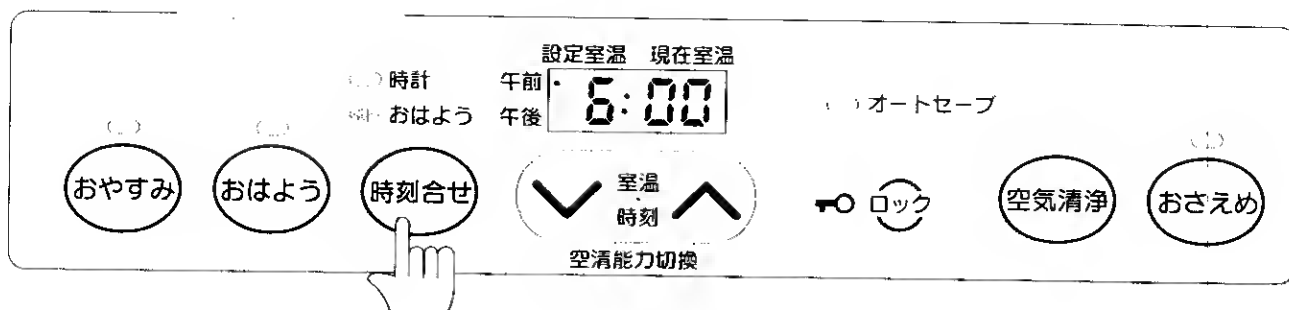 設定室温 現在室温
時計
おはよう
午前
午後
6:00
オートセーブ
おやすみ
おはよう
時刻合せ
室温・時刻
ロック
空気清浄
おさえめ
空清能力切換